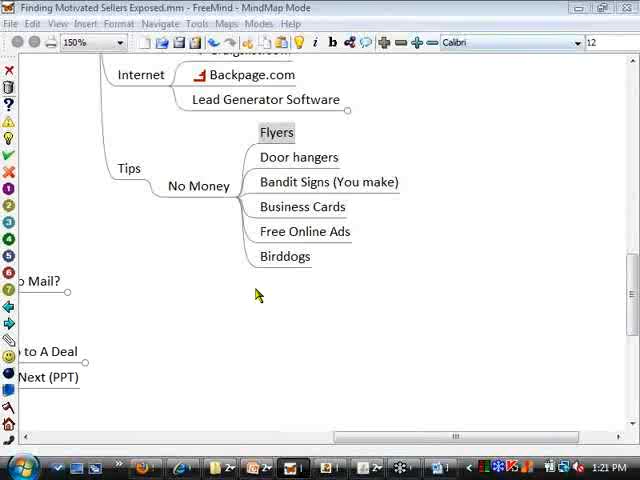 Finding Motivated Sellers Exposed.mm - FreeMind - MindMap Mode
File Edit View Insert Format Navigate Tools Maps Modes Help
150% Calibri 12
Internet
Backpage.com
Lead Generator Software
Flyers
Door hangers
Tips
No Money
Bandit Signs (You make)
Business Cards
Free Online Ads
Birddogs
o Mail?
to A Deal
Next (PPT)
1:21 PM